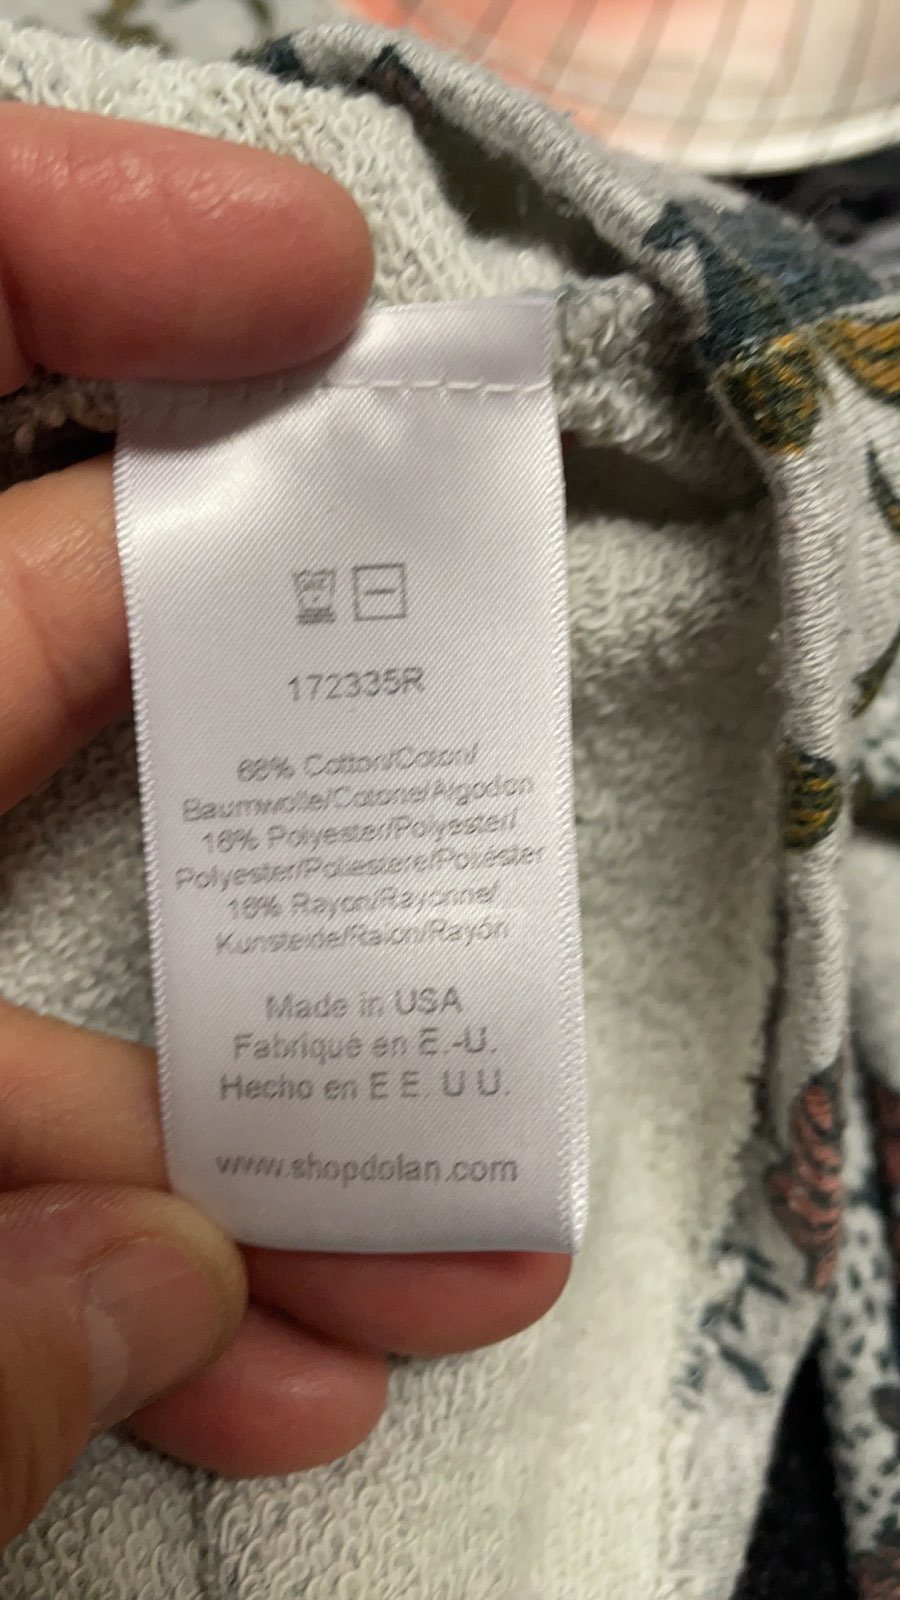 172335R
68% Cotton/Coton/
Baumwolle/Cotone/Algodon
16% Polyester/Polyester/
Polyester/Poliestere/Poliéster
16% Rayon/Rayonne/
Kunstseide/Raion/Rayón
Made in USA
Fabriqué en E.-U.
Hecho en E E. U U.
www.shopdolan.com